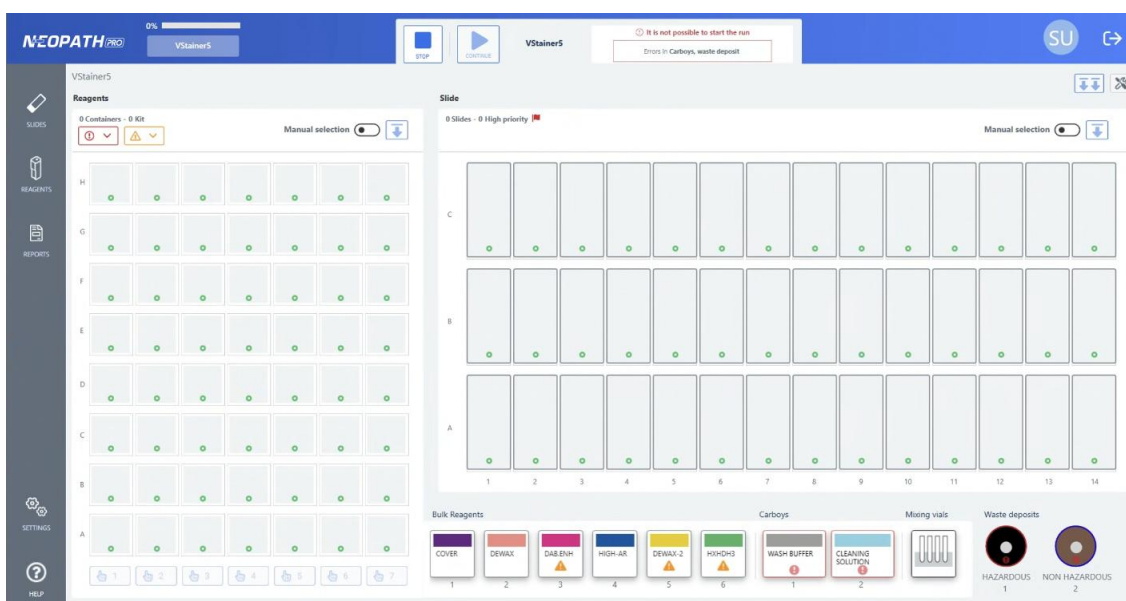 NEOPATH PRO
0%
VStainer5
STOP
CONTINUE
VStainer5
It is not possible to start the run
Errors in Carboys, waste deposit
SU
SLIDES
REAGENTS
REPORTS
SETTINGS
HELP
VStainer5
Reagents
0 Containers - 0 Kit
Manual selection
H
G
F
E
D
C
B
A
1 2 3 4 5 6 7
Slide
0 Slides - 0 High priority
Manual selection
C
B
A
1 2 3 4 5 6 7 8 9 10 11 12 13 14
Bulk Reagents
COVER DEWAX DAB.ENH HIGH-AR DEWAX-2 HXHDH3
1 2 3 4 5 6
Carboys
WASH BUFFER
1
CLEANING
SOLUTION
2
Mixing vials
Waste deposits
HAZARDOUS
1
NON HAZARDOUS
2